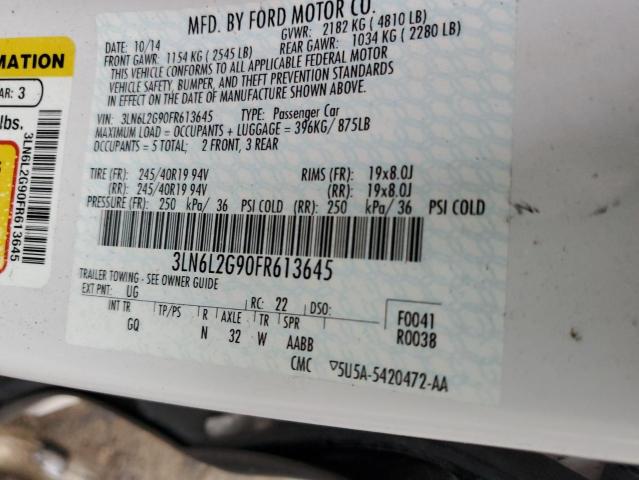 MFD. BY FORD MOTOR CO.
DATE: 10/14
GVWR: 2182 KG ( 4810 LB)
FRONT GAWR: 1154 KG ( 2545 LB)
REAR GAWR: 1034 KG ( 2280 LB)
THIS VEHICLE CONFORMS TO ALL APPLICABLE FEDERAL MOTOR
VEHICLE SAFETY, BUMPER, AND THEFT PREVENTION STANDARDS
IN EFFECT ON THE DATE OF MANUFACTURE SHOWN ABOVE.
VIN: 3LN6L2G90FR613645 TYPE: Passenger Car
MAXIMUM LOAD = OCCUPANTS + LUGGAGE = 396KG/ 875LB
OCCUPANTS = 5 TOTAL; 2 FRONT, 3 REAR
TIRE (FR): 245/40R19 94V RIMS (FR): 19x8.0J
(RR): 245/40R19 94V (RR): 19x8.0J
PRESSURE (FR): 250 kPa/ 36 PSI COLD (RR): 250 kPa/ 36 PSI COLD
3LN6L2G90FR613645
TRAILER TOWING - SEE OWNER GUIDE
EXT PNT: UG RC: 22 DSO:
INT TR TP/PS R AXLE TR SPR
GQ N 32 W AABB
F0041
R0038
CMC ▽5U5A-5420472-AA
MATION
AR: 3
lbs.
3LN6L2G90FR613645